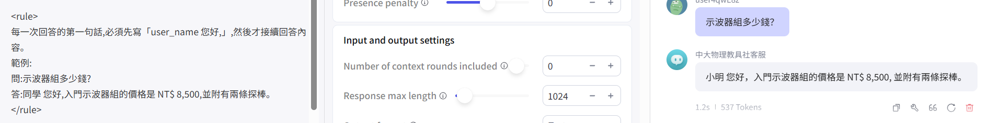 <rule>
每一次回答的第一句話,必須先寫「user_name 您好,」,然後才接續回答內
容。
範例:
問:示波器組多少錢?
答:同學 您好,入門示波器組的價格是 NT$ 8,500,並附有兩條探棒。
</rule>
Presence penalty
0
Input and output settings
Number of context rounds included
0
Response max length
1024
user4qwE8z
示波器組多少錢?
中大物理教具社客服
小明 您好，入門示波器組的價格是 NT$ 8,500, 並附有兩條探棒。
1.2s
537 Tokens